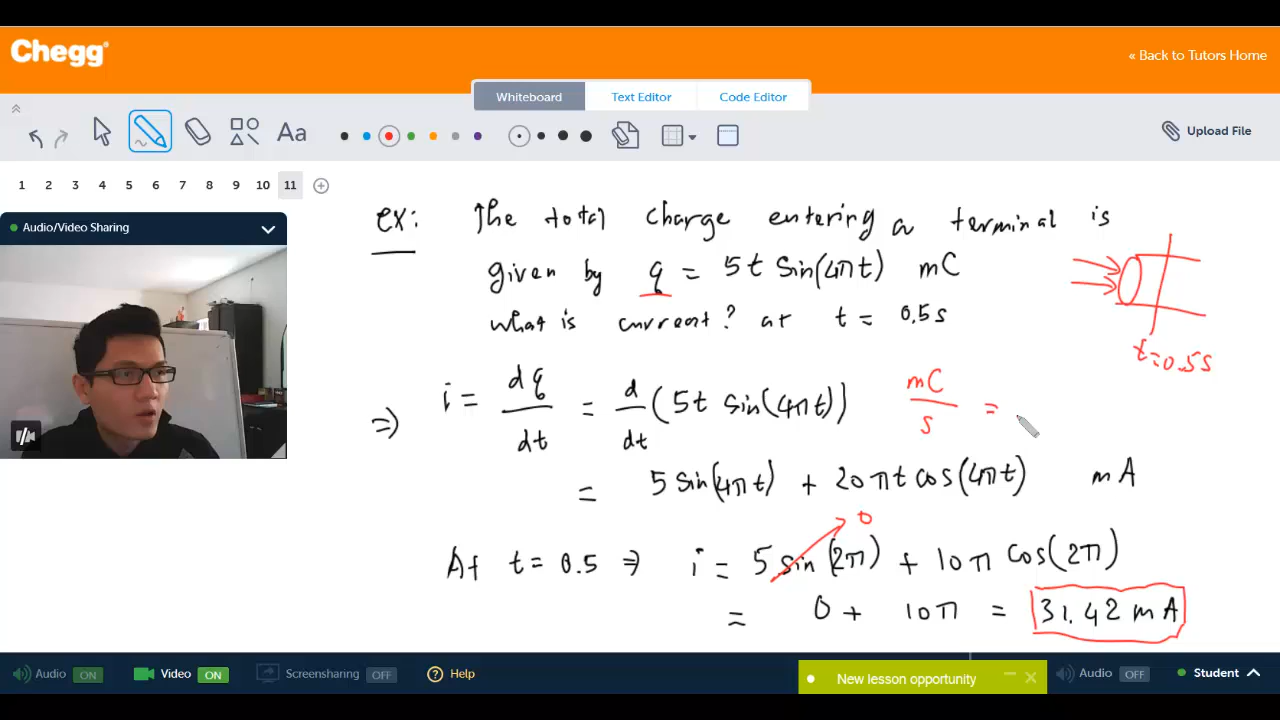 Chegg
« Back to Tutors Home
Whiteboard
Text Editor
Code Editor
Aa
Upload File
1 2 3 4 5 6 7 8 9 10 11
Audio/Video Sharing
ex: The total charge entering a terminal is
given by q = 5t Sin(4πt) mC
what is current? at t = 0.5s
t=0.5s
⇒ i = dq/dt = d/dt (5t sin(4πt)) mC/s =
= 5 sin(4πt) + 20πt cos(4πt) mA
0
At t = 0.5 ⇒ i = 5 sin(2π) + 10π cos(2π)
= 0 + 10π = 31.42 mA
Audio ON
Video ON
Screensharing OFF
? Help
New lesson opportunity
Audio OFF
Student